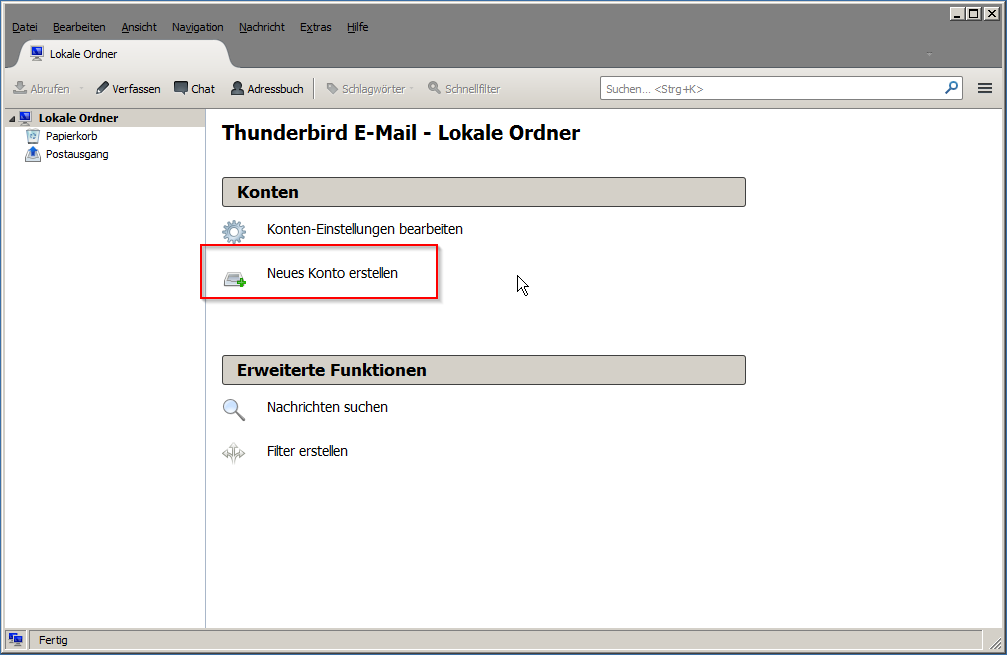 Datei Bearbeiten Ansicht Navigation Nachricht Extras Hilfe
Lokale Ordner
Abrufen Verfassen Chat Adressbuch Schlagwörter Schnellfilter Suchen... <Strg+K>
Lokale Ordner
Papierkorb
Postausgang
Thunderbird E-Mail - Lokale Ordner
Konten
Konten-Einstellungen bearbeiten
Neues Konto erstellen
Erweiterte Funktionen
Nachrichten suchen
Filter erstellen
Fertig